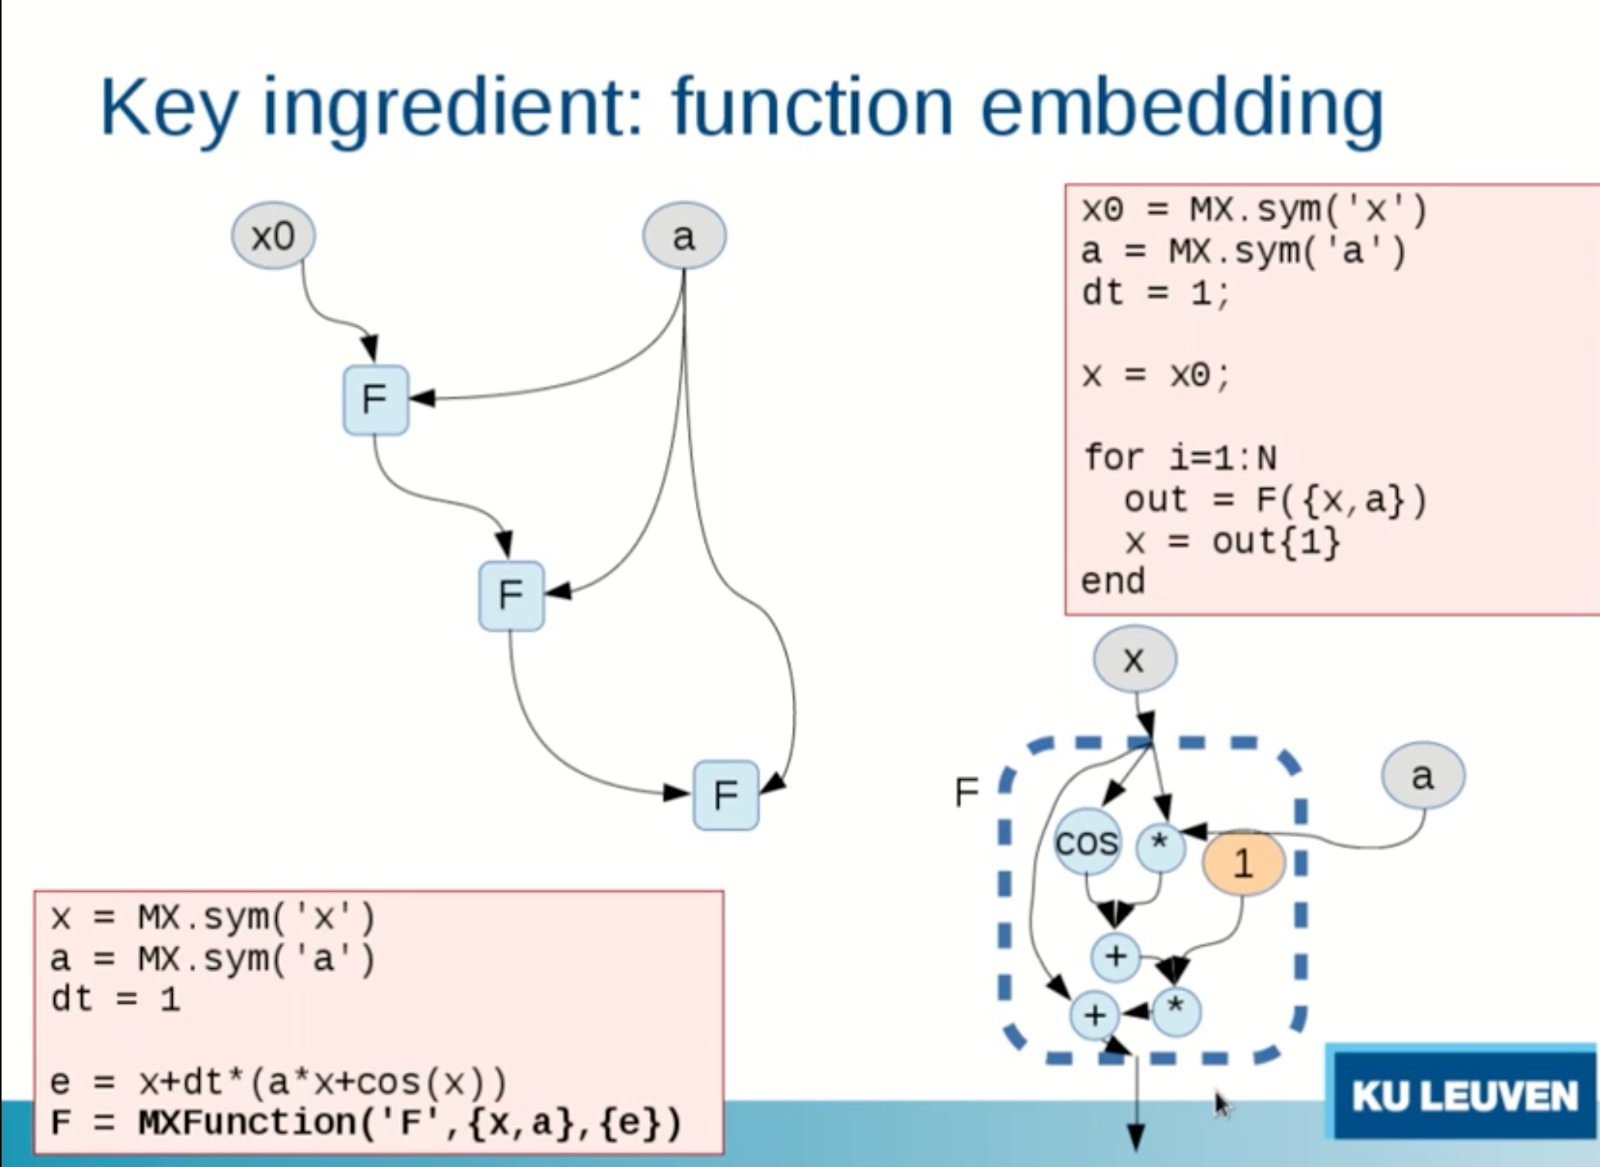 Key ingredient: function embedding
x0
a
F
F
F
x0 = MX.sym('x')
a = MX.sym('a')
dt = 1;
x = x0;
for i=1:N
  out = F({x,a})
  x = out{1}
end
x
a
F
cos
*
1
+
+
*
x = MX.sym('x')
a = MX.sym('a')
dt = 1
e = x+dt*(a*x+cos(x))
F = MXFunction('F',{x,a},{e})
KU LEUVEN